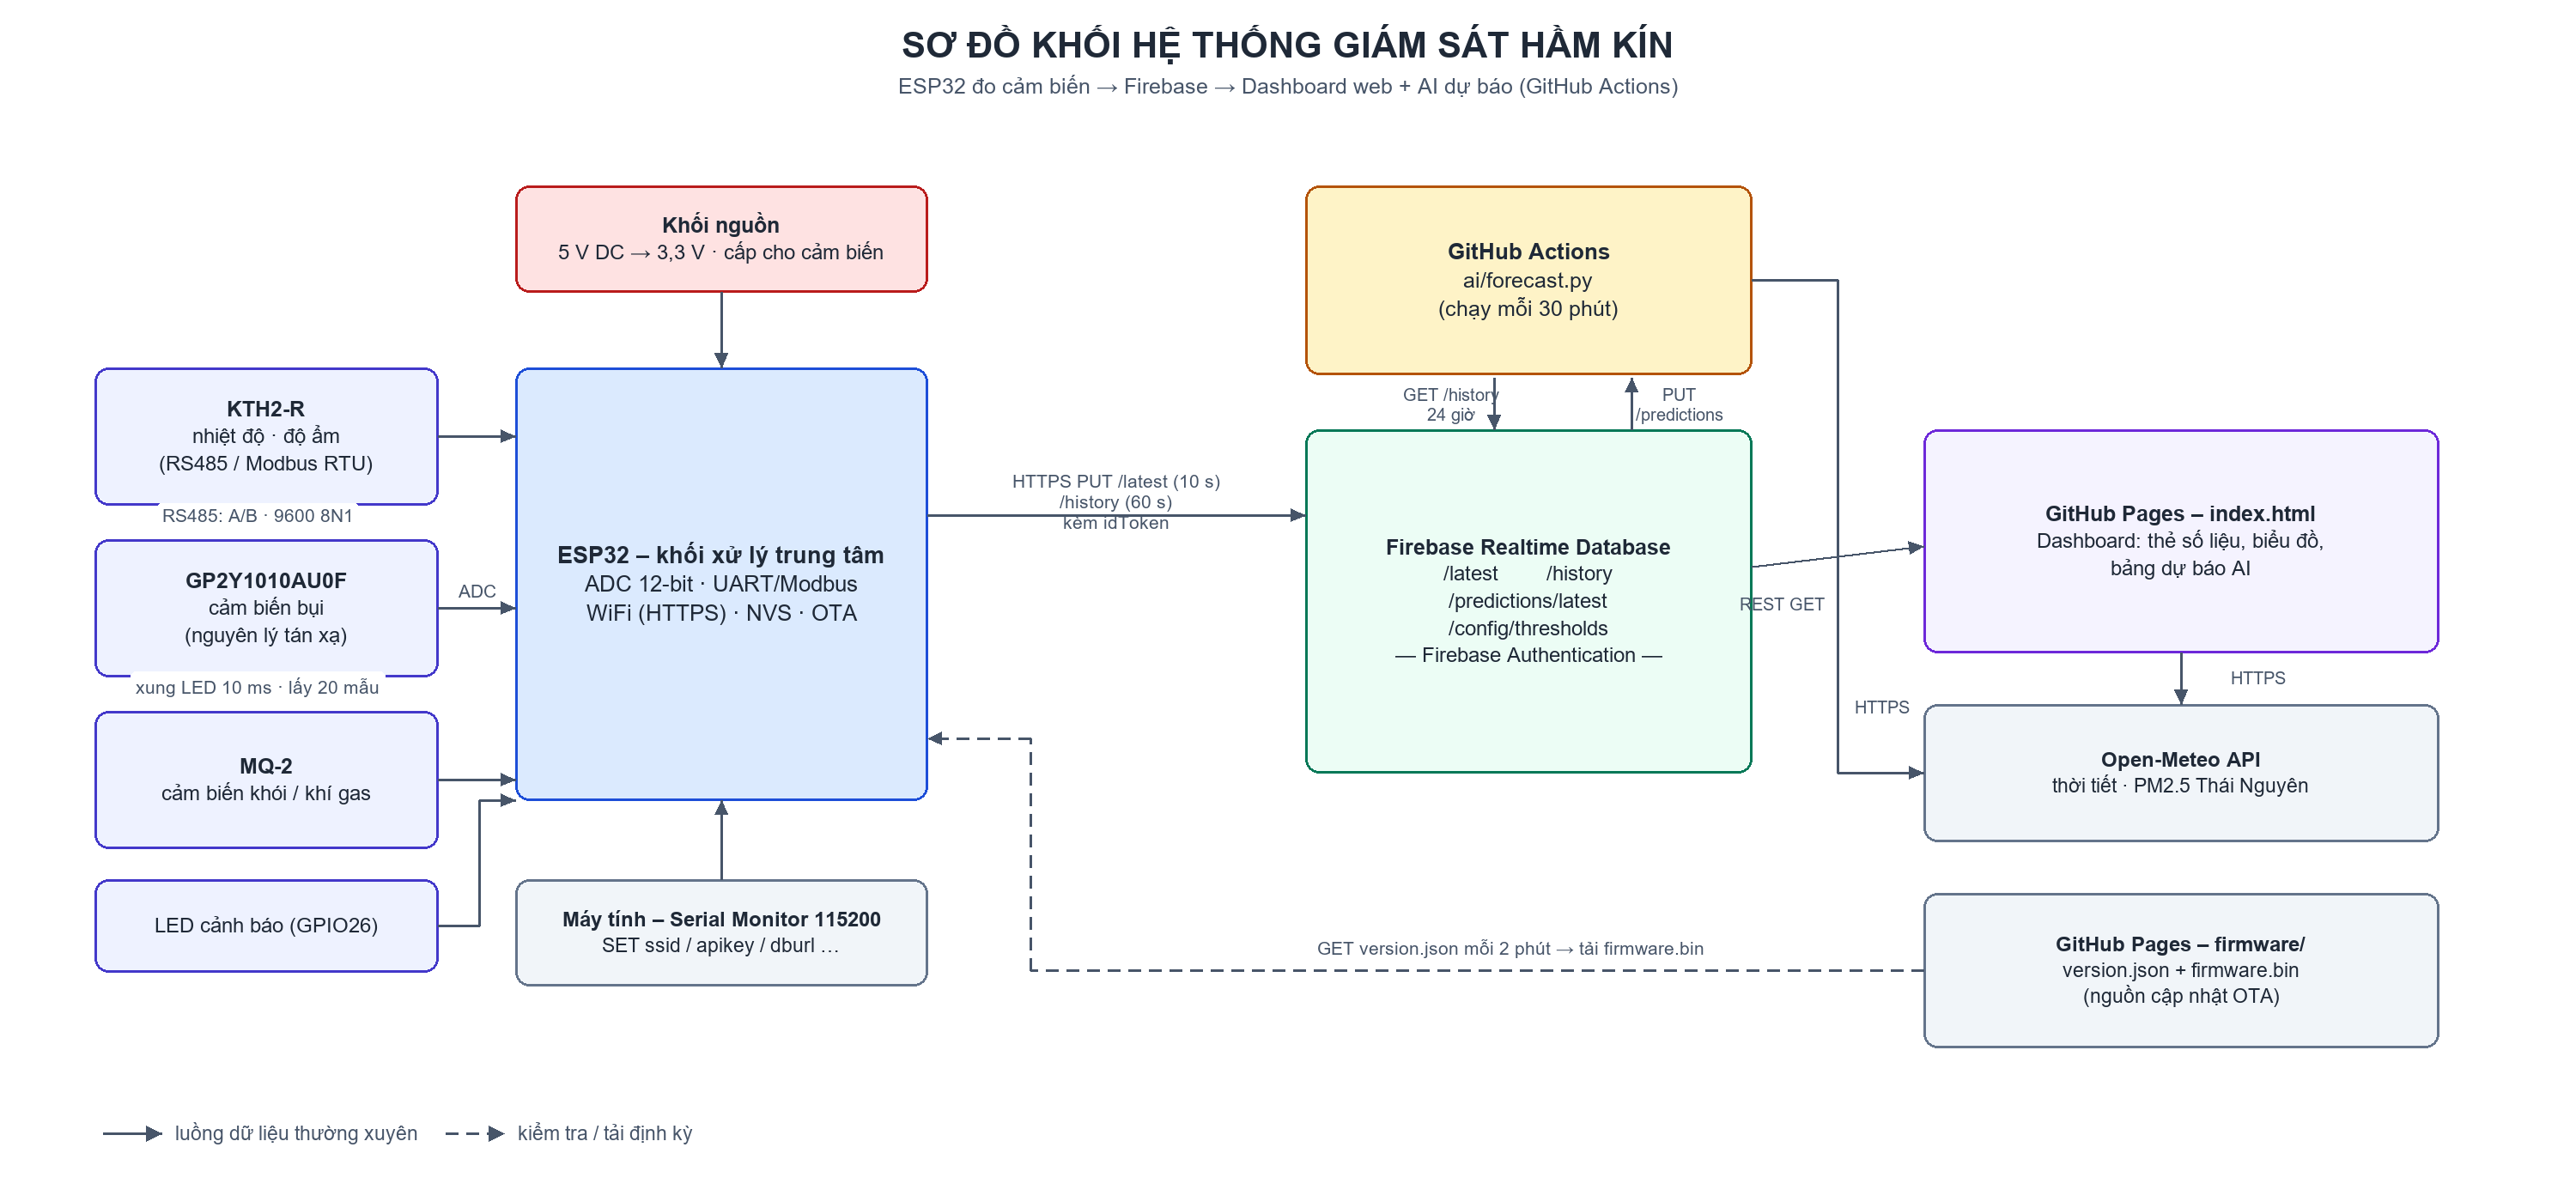 SƠ ĐỒ KHỐI HỆ THỐNG GIÁM SÁT HẦM KÍN
ESP32 đo cảm biến → Firebase → Dashboard web + AI dự báo (GitHub Actions)
Khối nguồn
5 V DC → 3,3 V · cấp cho cảm biến
KTH2-R
nhiệt độ · độ ẩm
(RS485 / Modbus RTU)
RS485: A/B · 9600 8N1
GP2Y1010AU0F
cảm biến bụi
(nguyên lý tán xạ)
ADC
xung LED 10 ms · lấy 20 mẫu
MQ-2
cảm biến khói / khí gas
LED cảnh báo (GPIO26)
ESP32 – khối xử lý trung tâm
ADC 12-bit · UART/Modbus
WiFi (HTTPS) · NVS · OTA
Máy tính – Serial Monitor 115200
SET ssid / apikey / dburl …
HTTPS PUT /latest (10 s)
/history (60 s)
kèm idToken
GitHub Actions
ai/forecast.py
(chạy mỗi 30 phút)
GET /history
24 giờ
PUT
/predictions
Firebase Realtime Database
/latest /history
/predictions/latest
/config/thresholds
— Firebase Authentication —
REST GET
GitHub Pages – index.html
Dashboard: thẻ số liệu, biểu đồ,
bảng dự báo AI
HTTPS
HTTPS
Open-Meteo API
thời tiết · PM2.5 Thái Nguyên
GET version.json mỗi 2 phút → tải firmware.bin
GitHub Pages – firmware/
version.json + firmware.bin
(nguồn cập nhật OTA)
luồng dữ liệu thường xuyên
kiểm tra / tải định kỳ